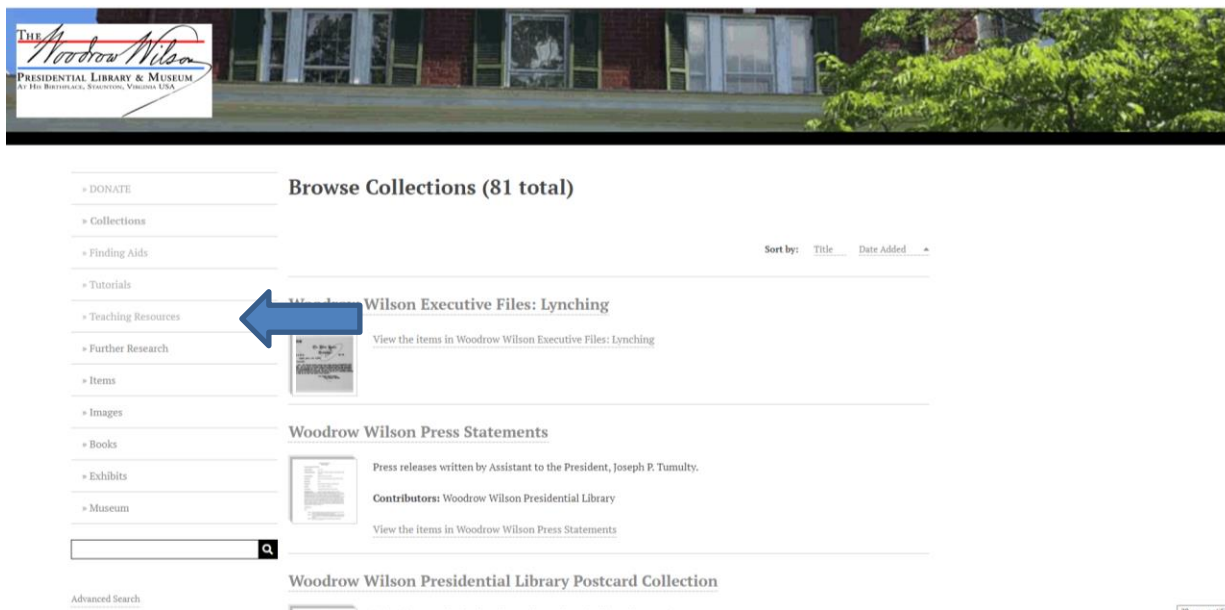 THE
Woodrow Wilson
PRESIDENTIAL LIBRARY & MUSEUM
AT HIS BIRTHPLACE, STAUNTON, VIRGINIA USA
» DONATE
» Collections
» Finding Aids
» Tutorials
» Teaching Resources
» Further Research
» Items
» Images
» Books
» Exhibits
» Museum
Advanced Search
Browse Collections (81 total)
Sort by: Title Date Added
Woodrow Wilson Executive Files: Lynching
View the items in Woodrow Wilson Executive Files: Lynching
Woodrow Wilson Press Statements
Press releases written by Assistant to the President, Joseph P. Tumulty.
Contributors: Woodrow Wilson Presidential Library
View the items in Woodrow Wilson Press Statements
Woodrow Wilson Presidential Library Postcard Collection